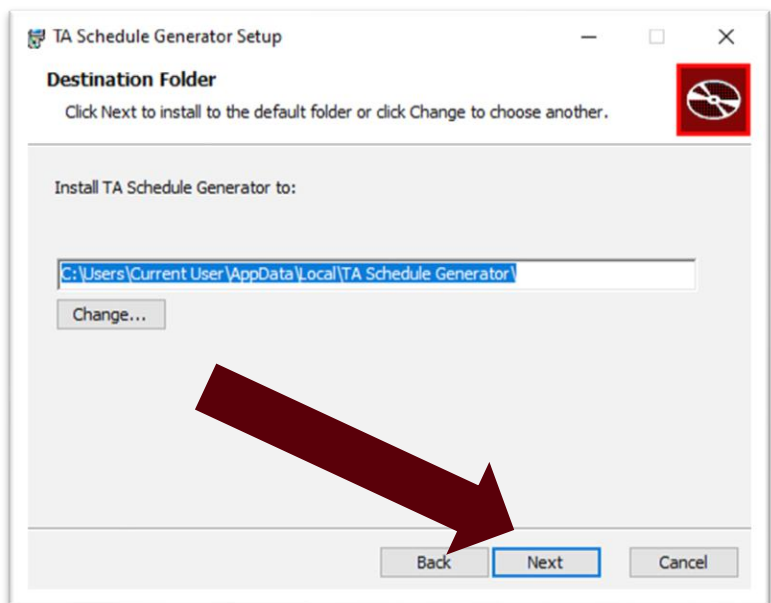 TA Schedule Generator Setup
Destination Folder
Click Next to install to the default folder or click Change to choose another.
Install TA Schedule Generator to:
C:\Users\Current User\AppData\Local\TA Schedule Generator\
Change...
Back Next Cancel